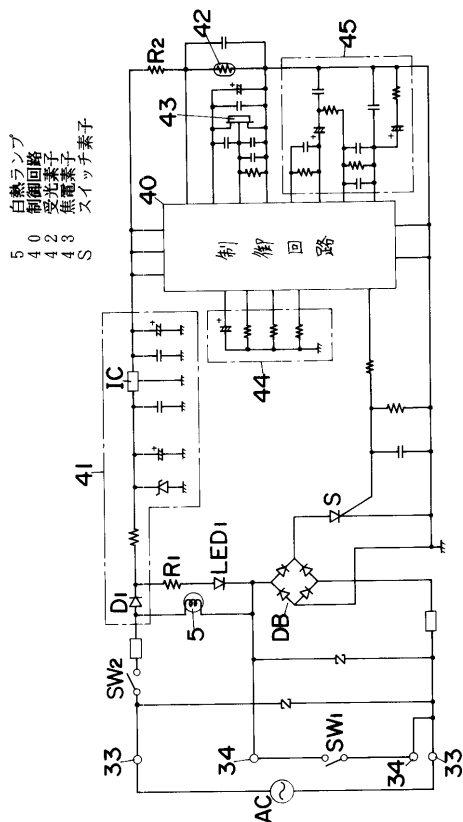 5 白熱ランプ
40 制御回路
42 受光素子
43 焦電素子
S スイッチ素子
41
IC
D1
SW2
R1
5
LED1
33
34
AC
SW1
34
33
DB
S
44
40
制御回路
R2
42
43
45